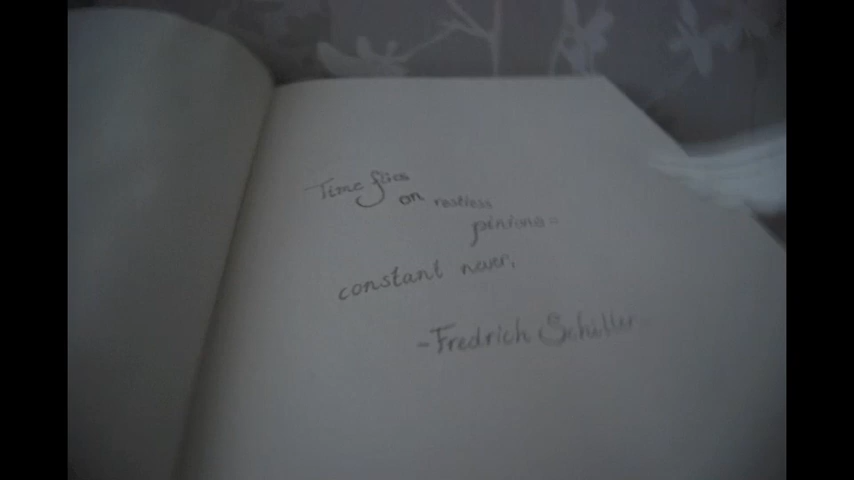 Time flies
on restless
pinions -
constant never.
- Fredrich Schiller